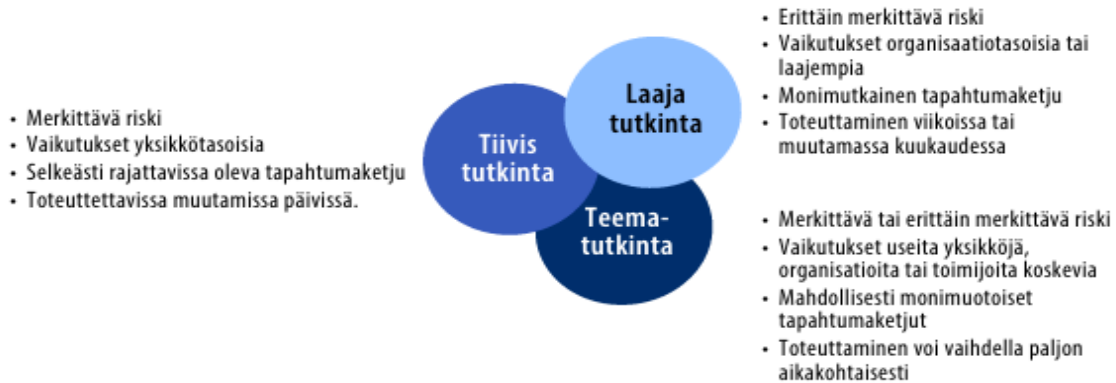 • Merkittävä riski
• Vaikutukset yksikkötasoisia
• Selkeästi rajattavissa oleva tapahtumaketju
• Toteuttettavissa muutamissa päivissä.
Tiivis
tutkinta
Laaja
tutkinta
Teema-
tutkinta
• Erittäin merkittävä riski
• Vaikutukset organisaatiotasoisia tai
laajempia
• Monimutkainen tapahtumaketju
• Toteuttaminen viikoissa tai
muutamassa kuukaudessa
• Merkittävä tai erittäin merkittävä riski
• Vaikutukset useita yksikköjä,
organisatioita tai toimijoita koskevia
• Mahdollisesti monimuotoiset
tapahtumaketjut
• Toteuttaminen voi vaihdella paljon
aikakohtaisesti